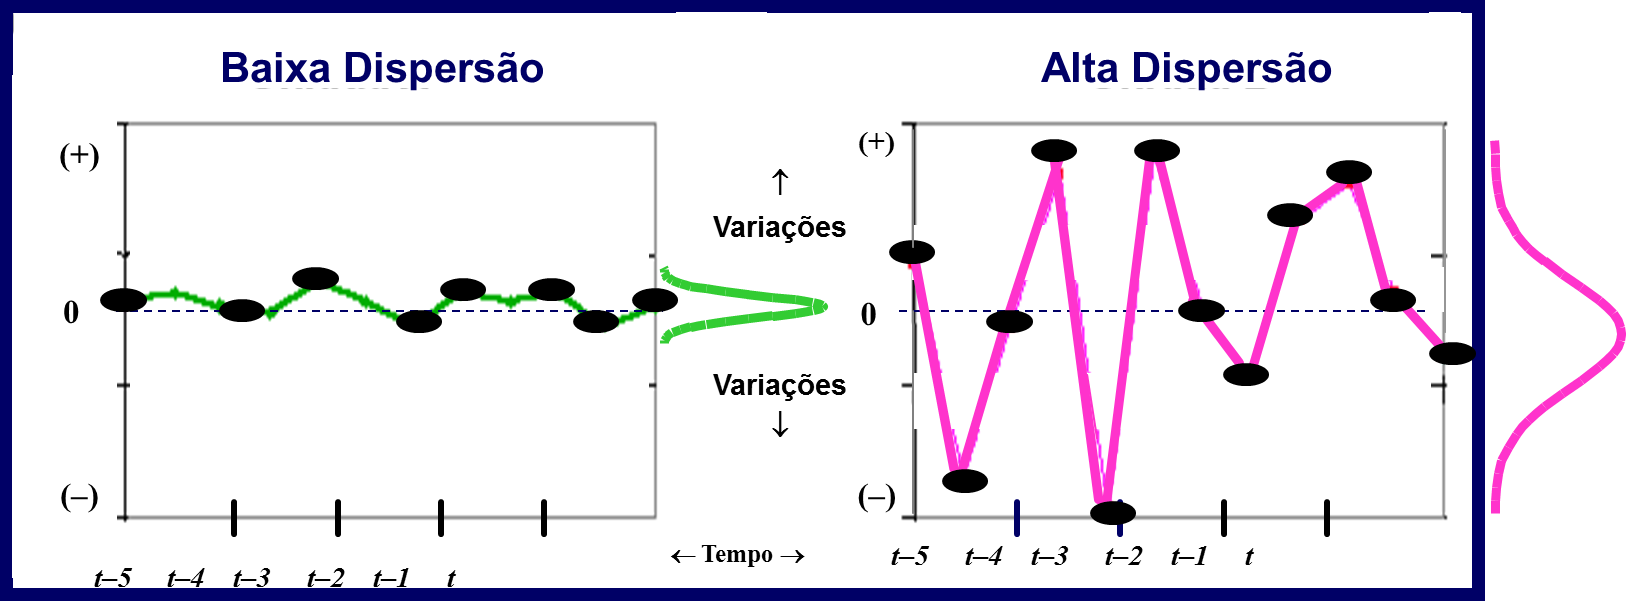 Baixa Dispersão
(+)
0
(–)
t–5 t–4 t–3 t–2 t–1 t
↑
Variações
Variações
↓
← Tempo →
Alta Dispersão
(+)
0
(–)
t–5 t–4 t–3 t–2 t–1 t